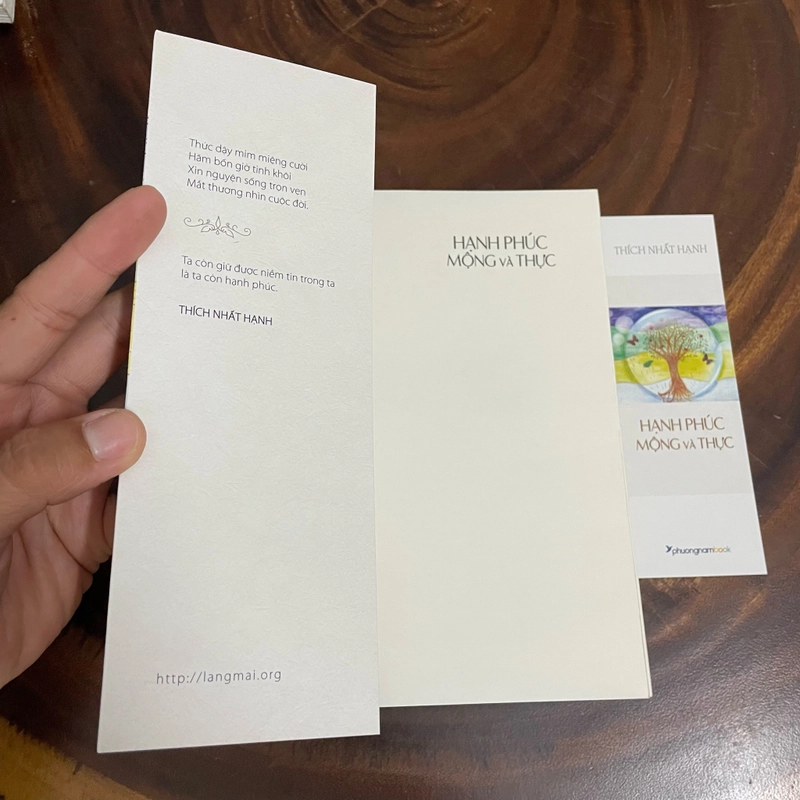 Thức dậy mỉm miệng cười
Hăm bốn giờ tinh khôi
Xin nguyện sống trọn vẹn
Mắt thương nhìn cuộc đời.
Ta còn giữ được niềm tin trong ta
là ta còn hạnh phúc.
THÍCH NHẤT HẠNH
http://langmai.org
HẠNH PHÚC
MỘNG VÀ THỰC
THÍCH NHẤT HẠNH
HẠNH PHÚC
MỘNG VÀ THỰC
phuongnambook